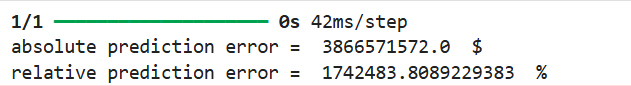 1/1 ━━━━━━━━━━━━━━━━━━━━ 0s 42ms/step
absolute prediction error =  3866571572.0  $
relative prediction error =  1742483.8089229383  %